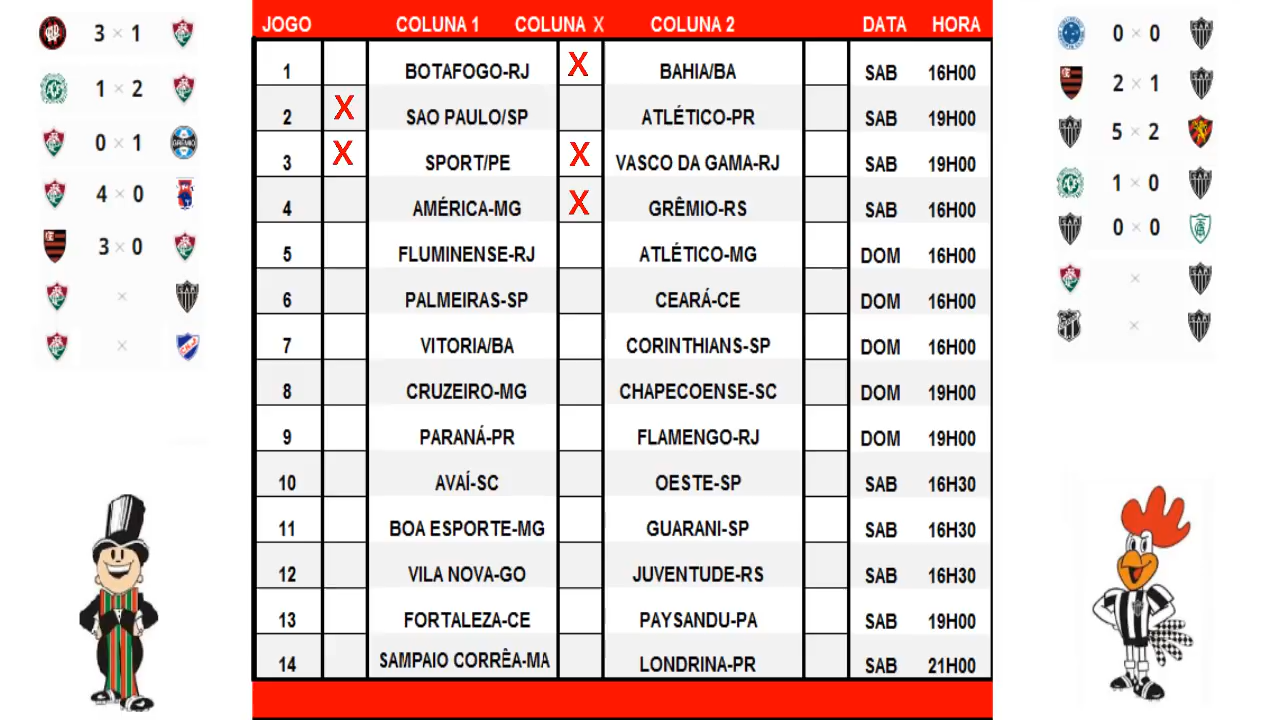 JOGO COLUNA 1 COLUNA X COLUNA 2 DATA HORA
1 BOTAFOGO-RJ X BAHIA/BA SAB 16H00
2 X SAO PAULO/SP ATLÉTICO-PR SAB 19H00
3 X SPORT/PE X VASCO DA GAMA-RJ SAB 19H00
4 AMÉRICA-MG X GRÊMIO-RS SAB 16H00
5 FLUMINENSE-RJ ATLÉTICO-MG DOM 16H00
6 PALMEIRAS-SP CEARÁ-CE DOM 16H00
7 VITORIA/BA CORINTHIANS-SP DOM 16H00
8 CRUZEIRO-MG CHAPECOENSE-SC DOM 19H00
9 PARANÁ-PR FLAMENGO-RJ DOM 19H00
10 AVAÍ-SC OESTE-SP SAB 16H30
11 BOA ESPORTE-MG GUARANI-SP SAB 16H30
12 VILA NOVA-GO JUVENTUDE-RS SAB 16H30
13 FORTALEZA-CE PAYSANDU-PA SAB 19H00
14 SAMPAIO CORRÊA-MA LONDRINA-PR SAB 21H00
3 × 1
1 × 2
0 × 1
GRÊMIO
4 × 0
3 × 0
×
×
0 × 0
2 × 1
5 × 2
1 × 0
0 × 0
×
×